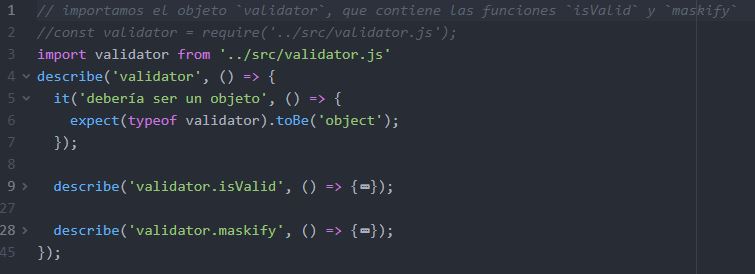 1 // importamos el objeto `validator`, que contiene las funciones `isValid` y `maskify`
2 //const validator = require('../src/validator.js');
3 import validator from '../src/validator.js'
4 describe('validator', () => {
5 it('debería ser un objeto', () => {
6 expect(typeof validator).toBe('object');
7 });
8
9 describe('validator.isValid', () => {⋯});
27
28 describe('validator.maskify', () => {⋯});
45 });